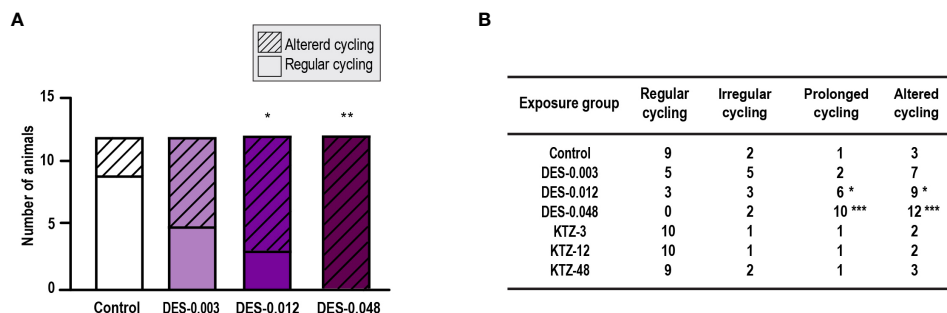 A
Altererd cycling
Regular cycling
15
* **
10
5
0
Number of animals
Control DES-0.003 DES-0.012 DES-0.048
B
Exposure group Regular cycling Irregular cycling Prolonged cycling Altered cycling
Control 9 2 1 3
DES-0.003 5 5 2 7
DES-0.012 3 3 6 * 9 *
DES-0.048 0 2 10 *** 12 ***
KTZ-3 10 1 1 2
KTZ-12 10 1 1 2
KTZ-48 9 2 1 3